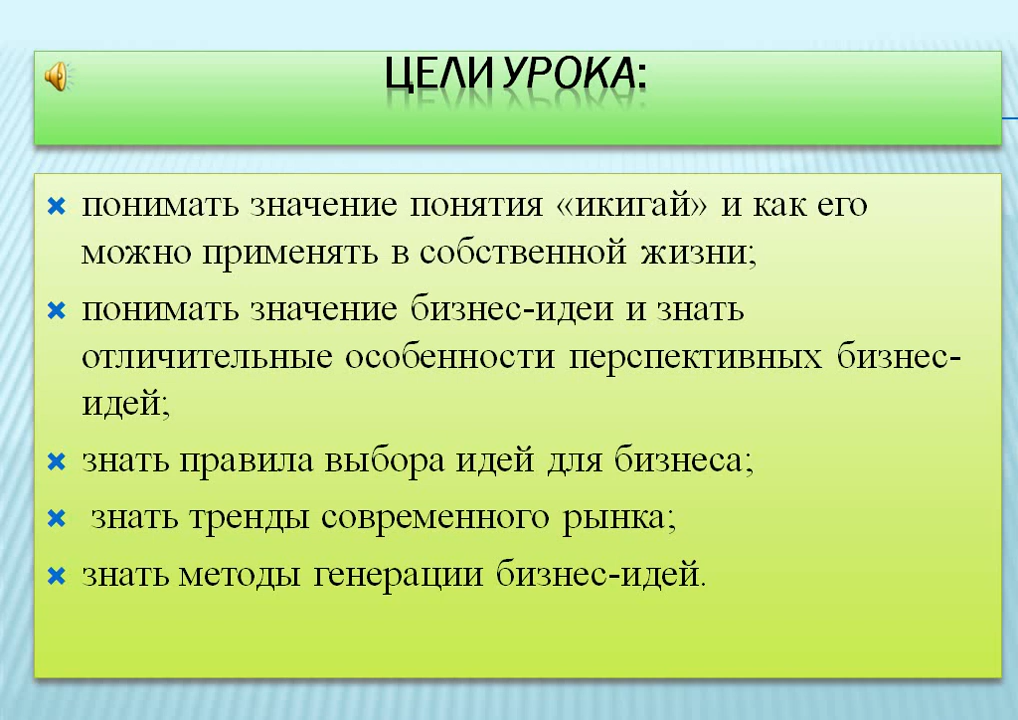 ЦЕЛИ УРОКА:
понимать значение понятия «икигай» и как его
можно применять в собственной жизни;
понимать значение бизнес-идеи и знать
отличительные особенности перспективных бизнес-
идей;
знать правила выбора идей для бизнеса;
знать тренды современного рынка;
знать методы генерации бизнес-идей.